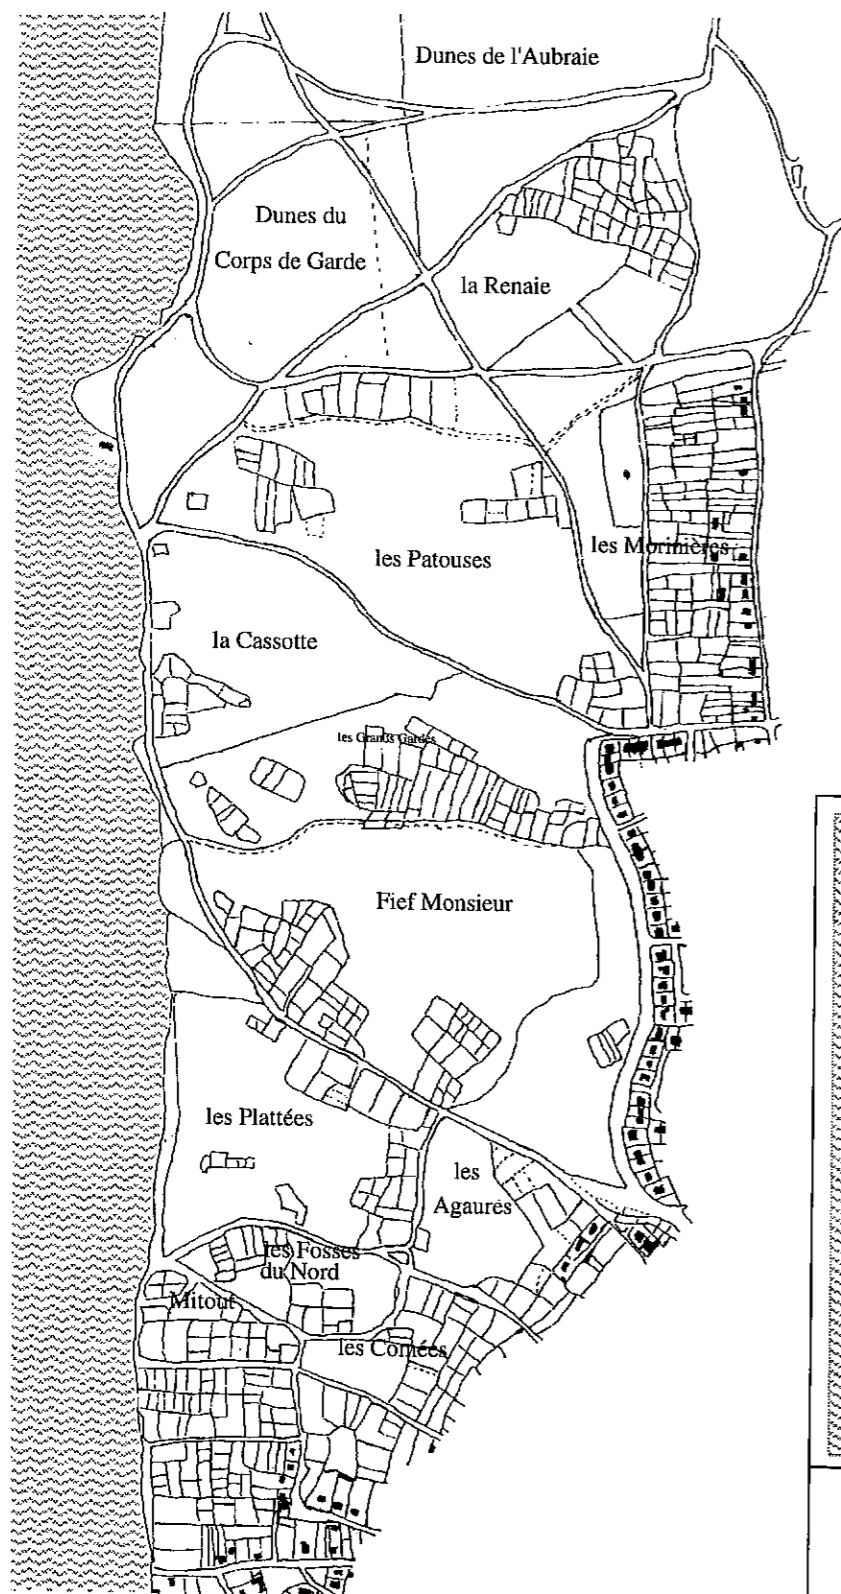 Dunes de l'Aubraie
Dunes du
Corps de Garde
la Renaie
les Patouses
les Morinières
la Cassotte
les Grands Gardes
Fief Monsieur
les Plattées
les
Agaurés
les Fosses
du Nord
Mitout
les Comées